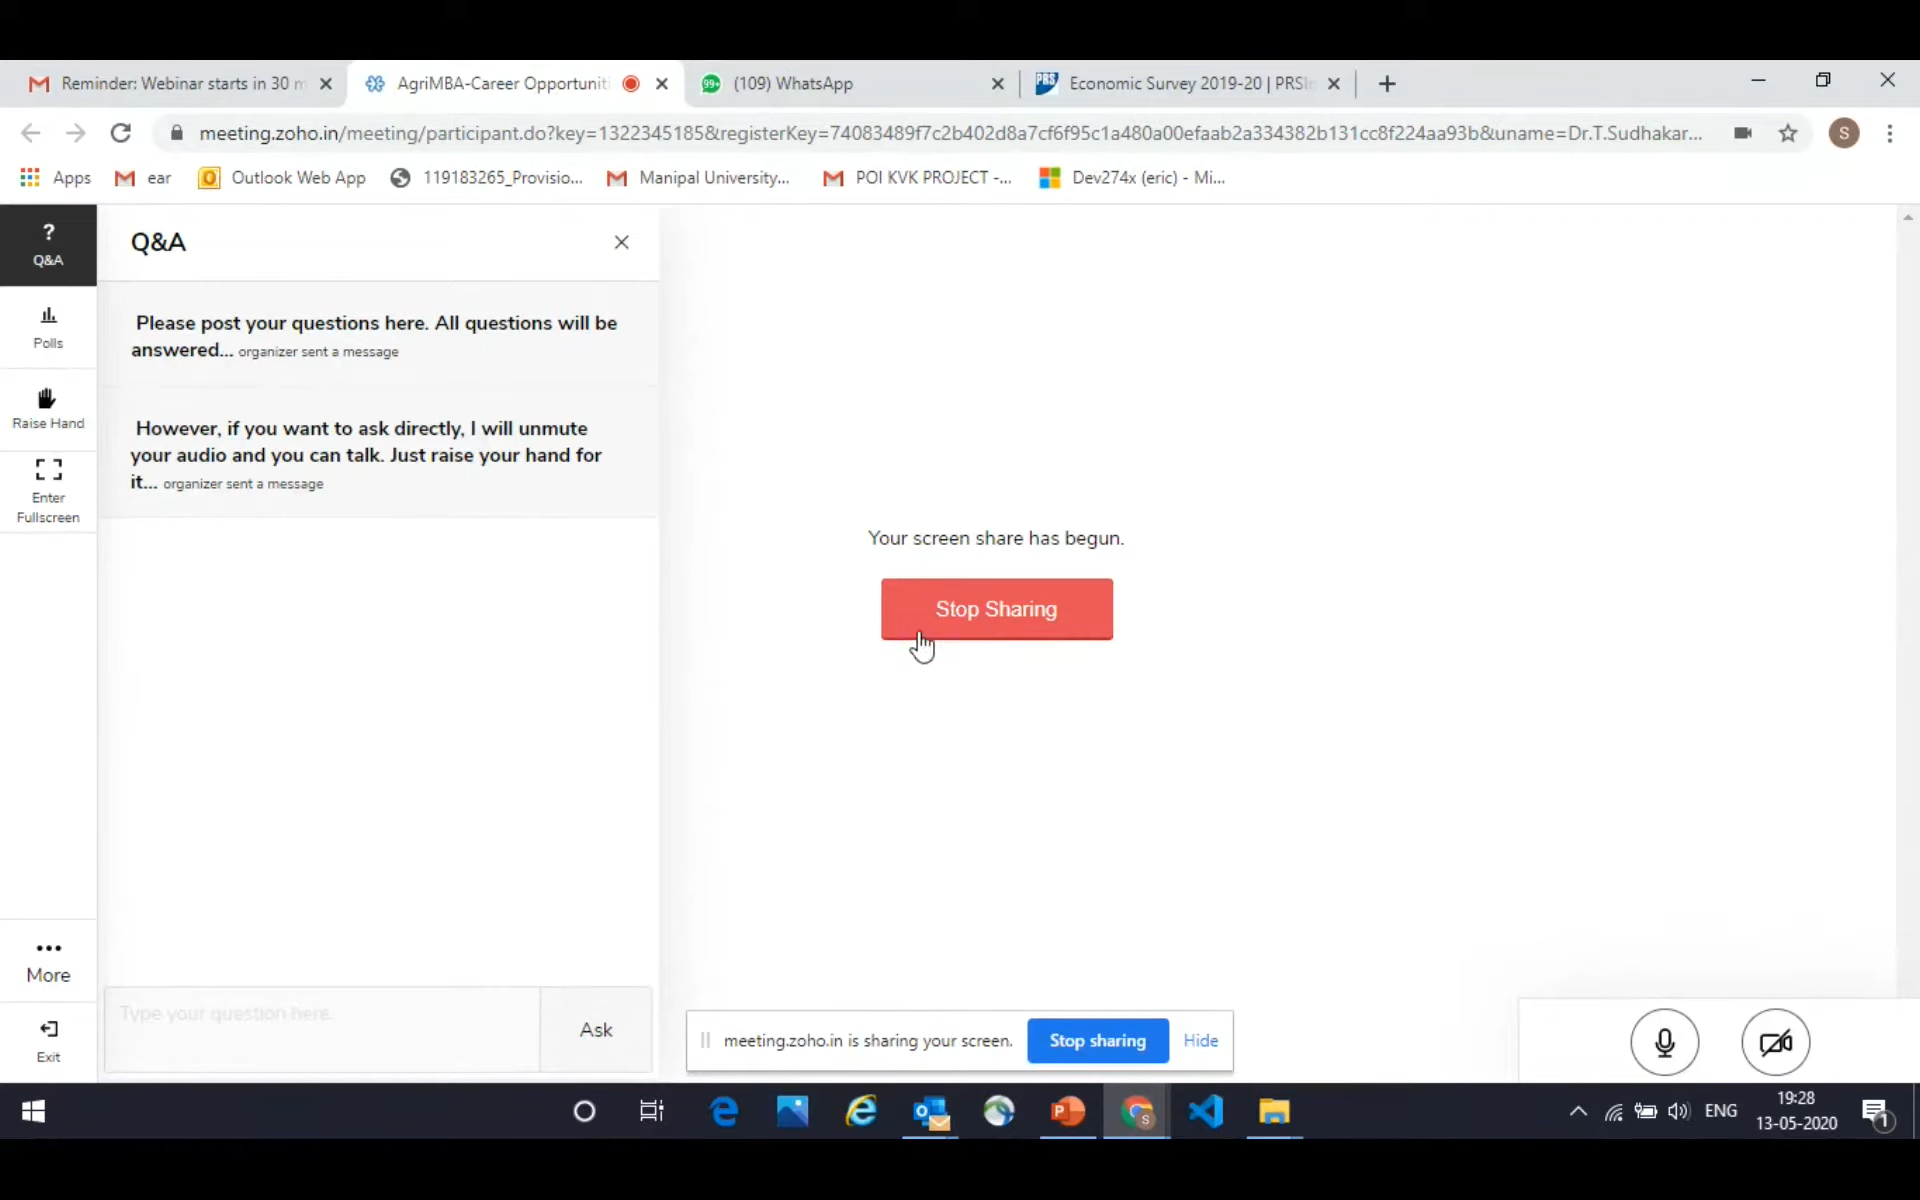 Reminder: Webinar starts in 30 m
AgriMBA-Career Opportuniti
99+
(109) WhatsApp
PRS
Economic Survey 2019-20 | PRSIn
meeting.zoho.in/meeting/participant.do?key=1322345185&registerKey=74083489f7c2b402d8a7cf6f95c1a480a00efaab2a334382b131cc8f224aa93b&uname=Dr.T.Sudhakar...
S
Apps
ear
Outlook Web App
119183265_Provisio...
Manipal University...
POI KVK PROJECT -...
Dev274x (eric) - Mi...
?
Q&A
Polls
Raise Hand
Enter
Fullscreen
More
Exit
Q&A
Please post your questions here. All questions will be
answered... organizer sent a message
However, if you want to ask directly, I will unmute
your audio and you can talk. Just raise your hand for
it... organizer sent a message
Type your question here.
Ask
Your screen share has begun.
Stop Sharing
meeting.zoho.in is sharing your screen.
Stop sharing
Hide
ENG
19:28
13-05-2020
1